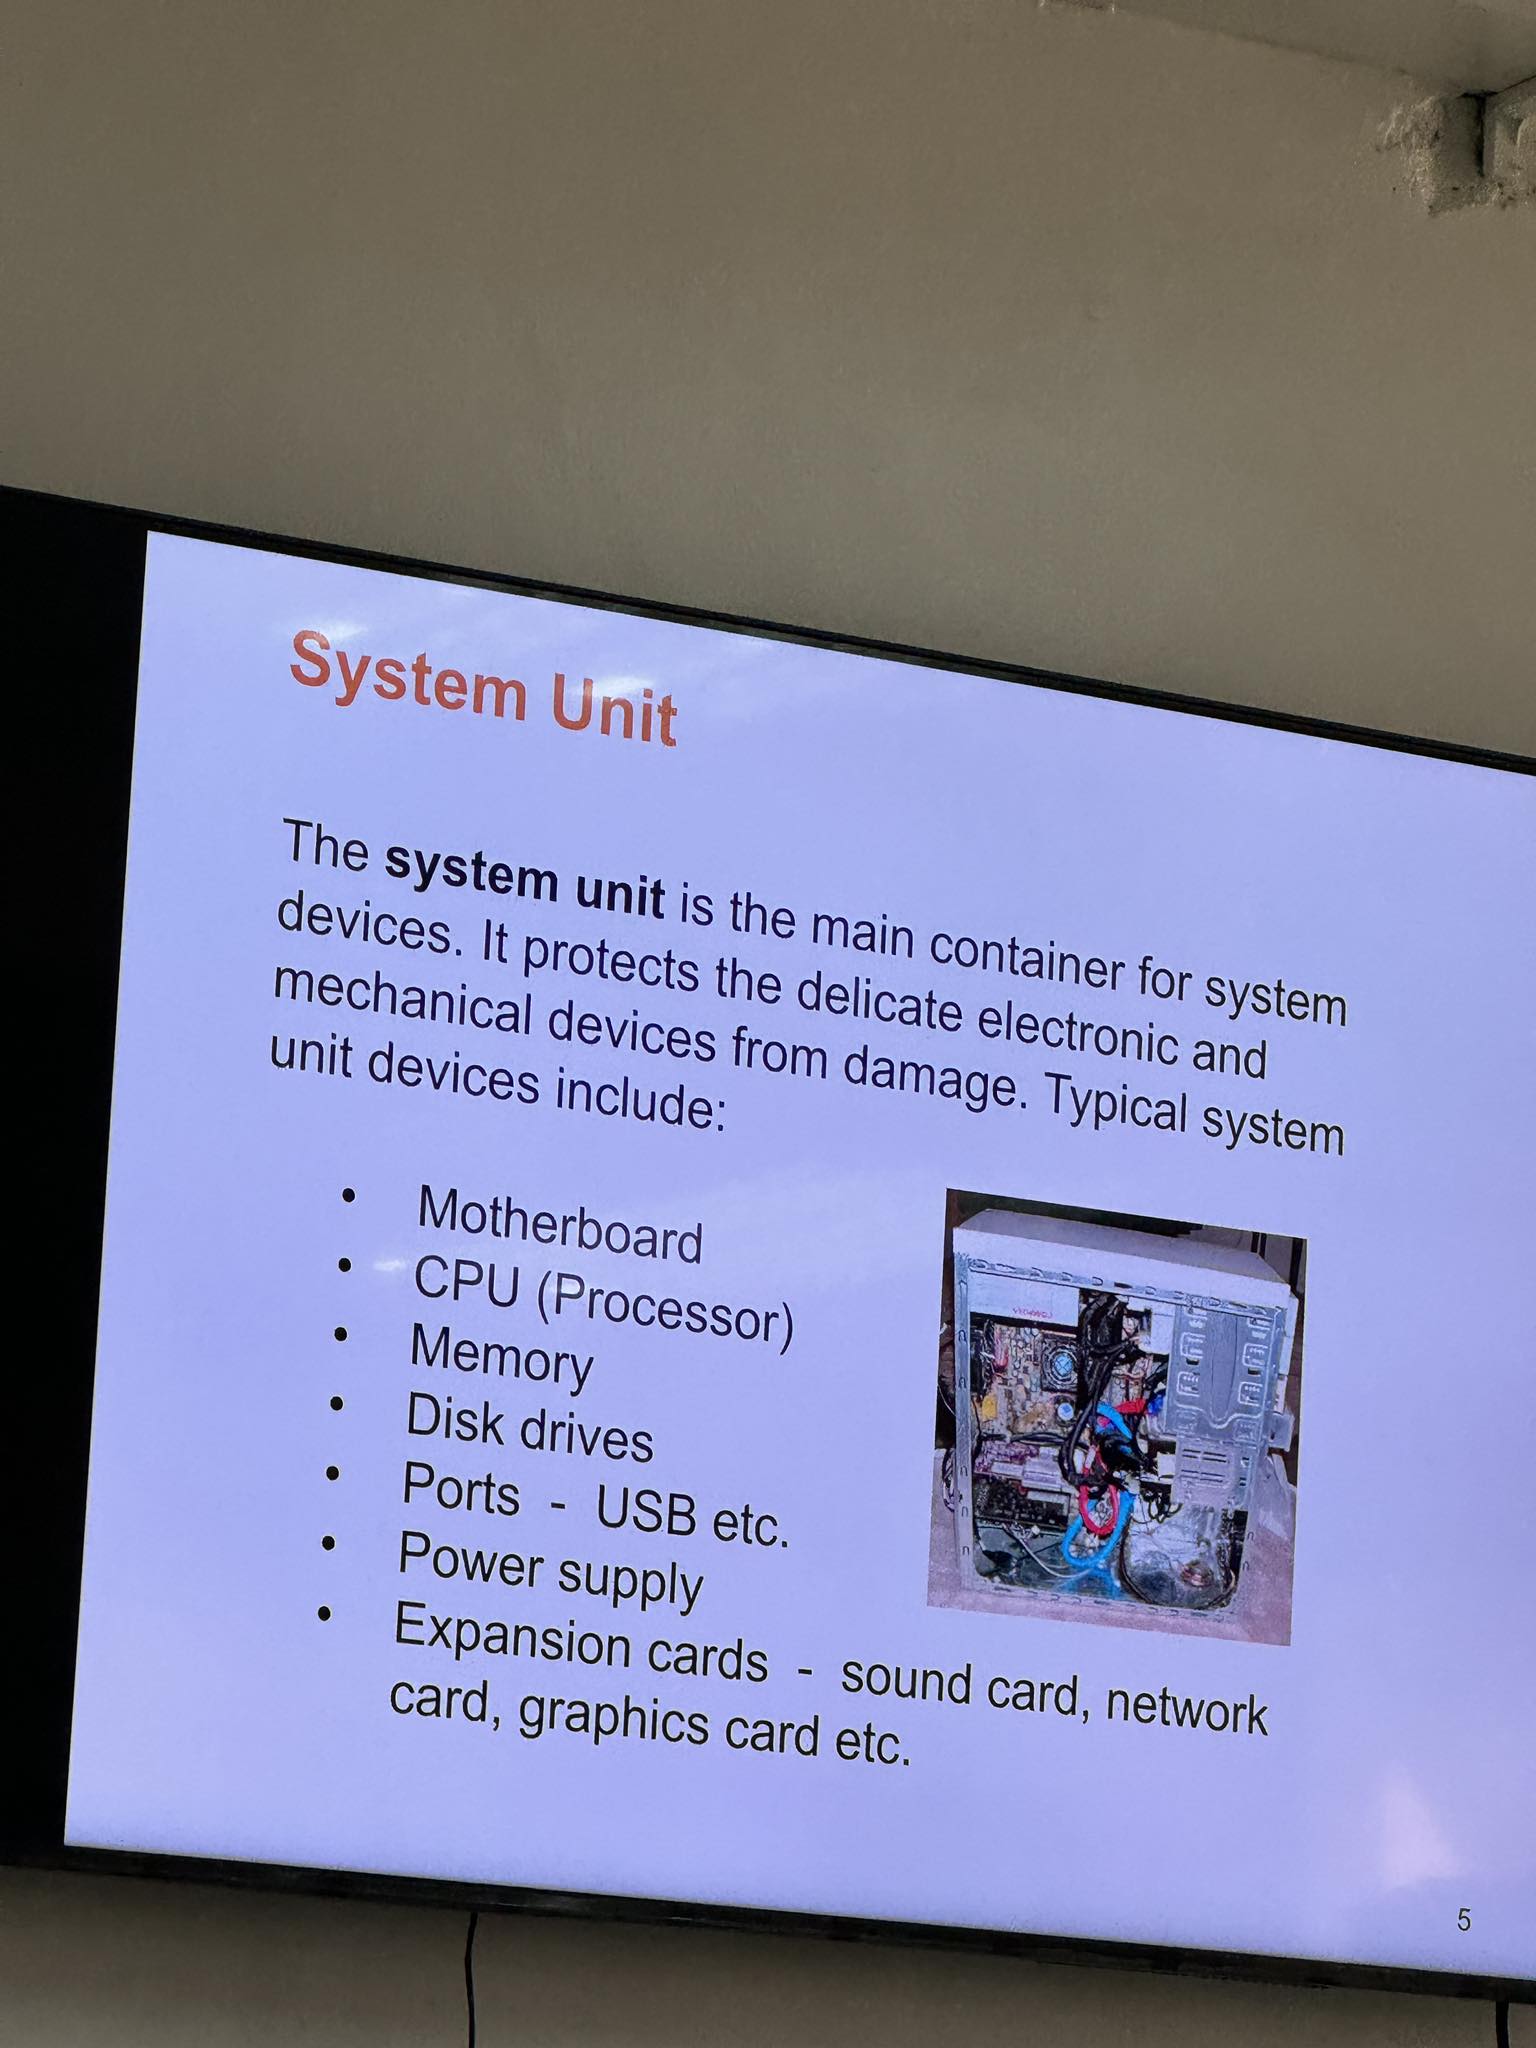 System Unit
The system unit is the main container for system
devices. It protects the delicate electronic and
mechanical devices from damage. Typical system
unit devices include:
• Motherboard
• CPU (Processor)
• Memory
• Disk drives
• Ports - USB etc.
• Power supply
• Expansion cards - sound card, network
card, graphics card etc.
5